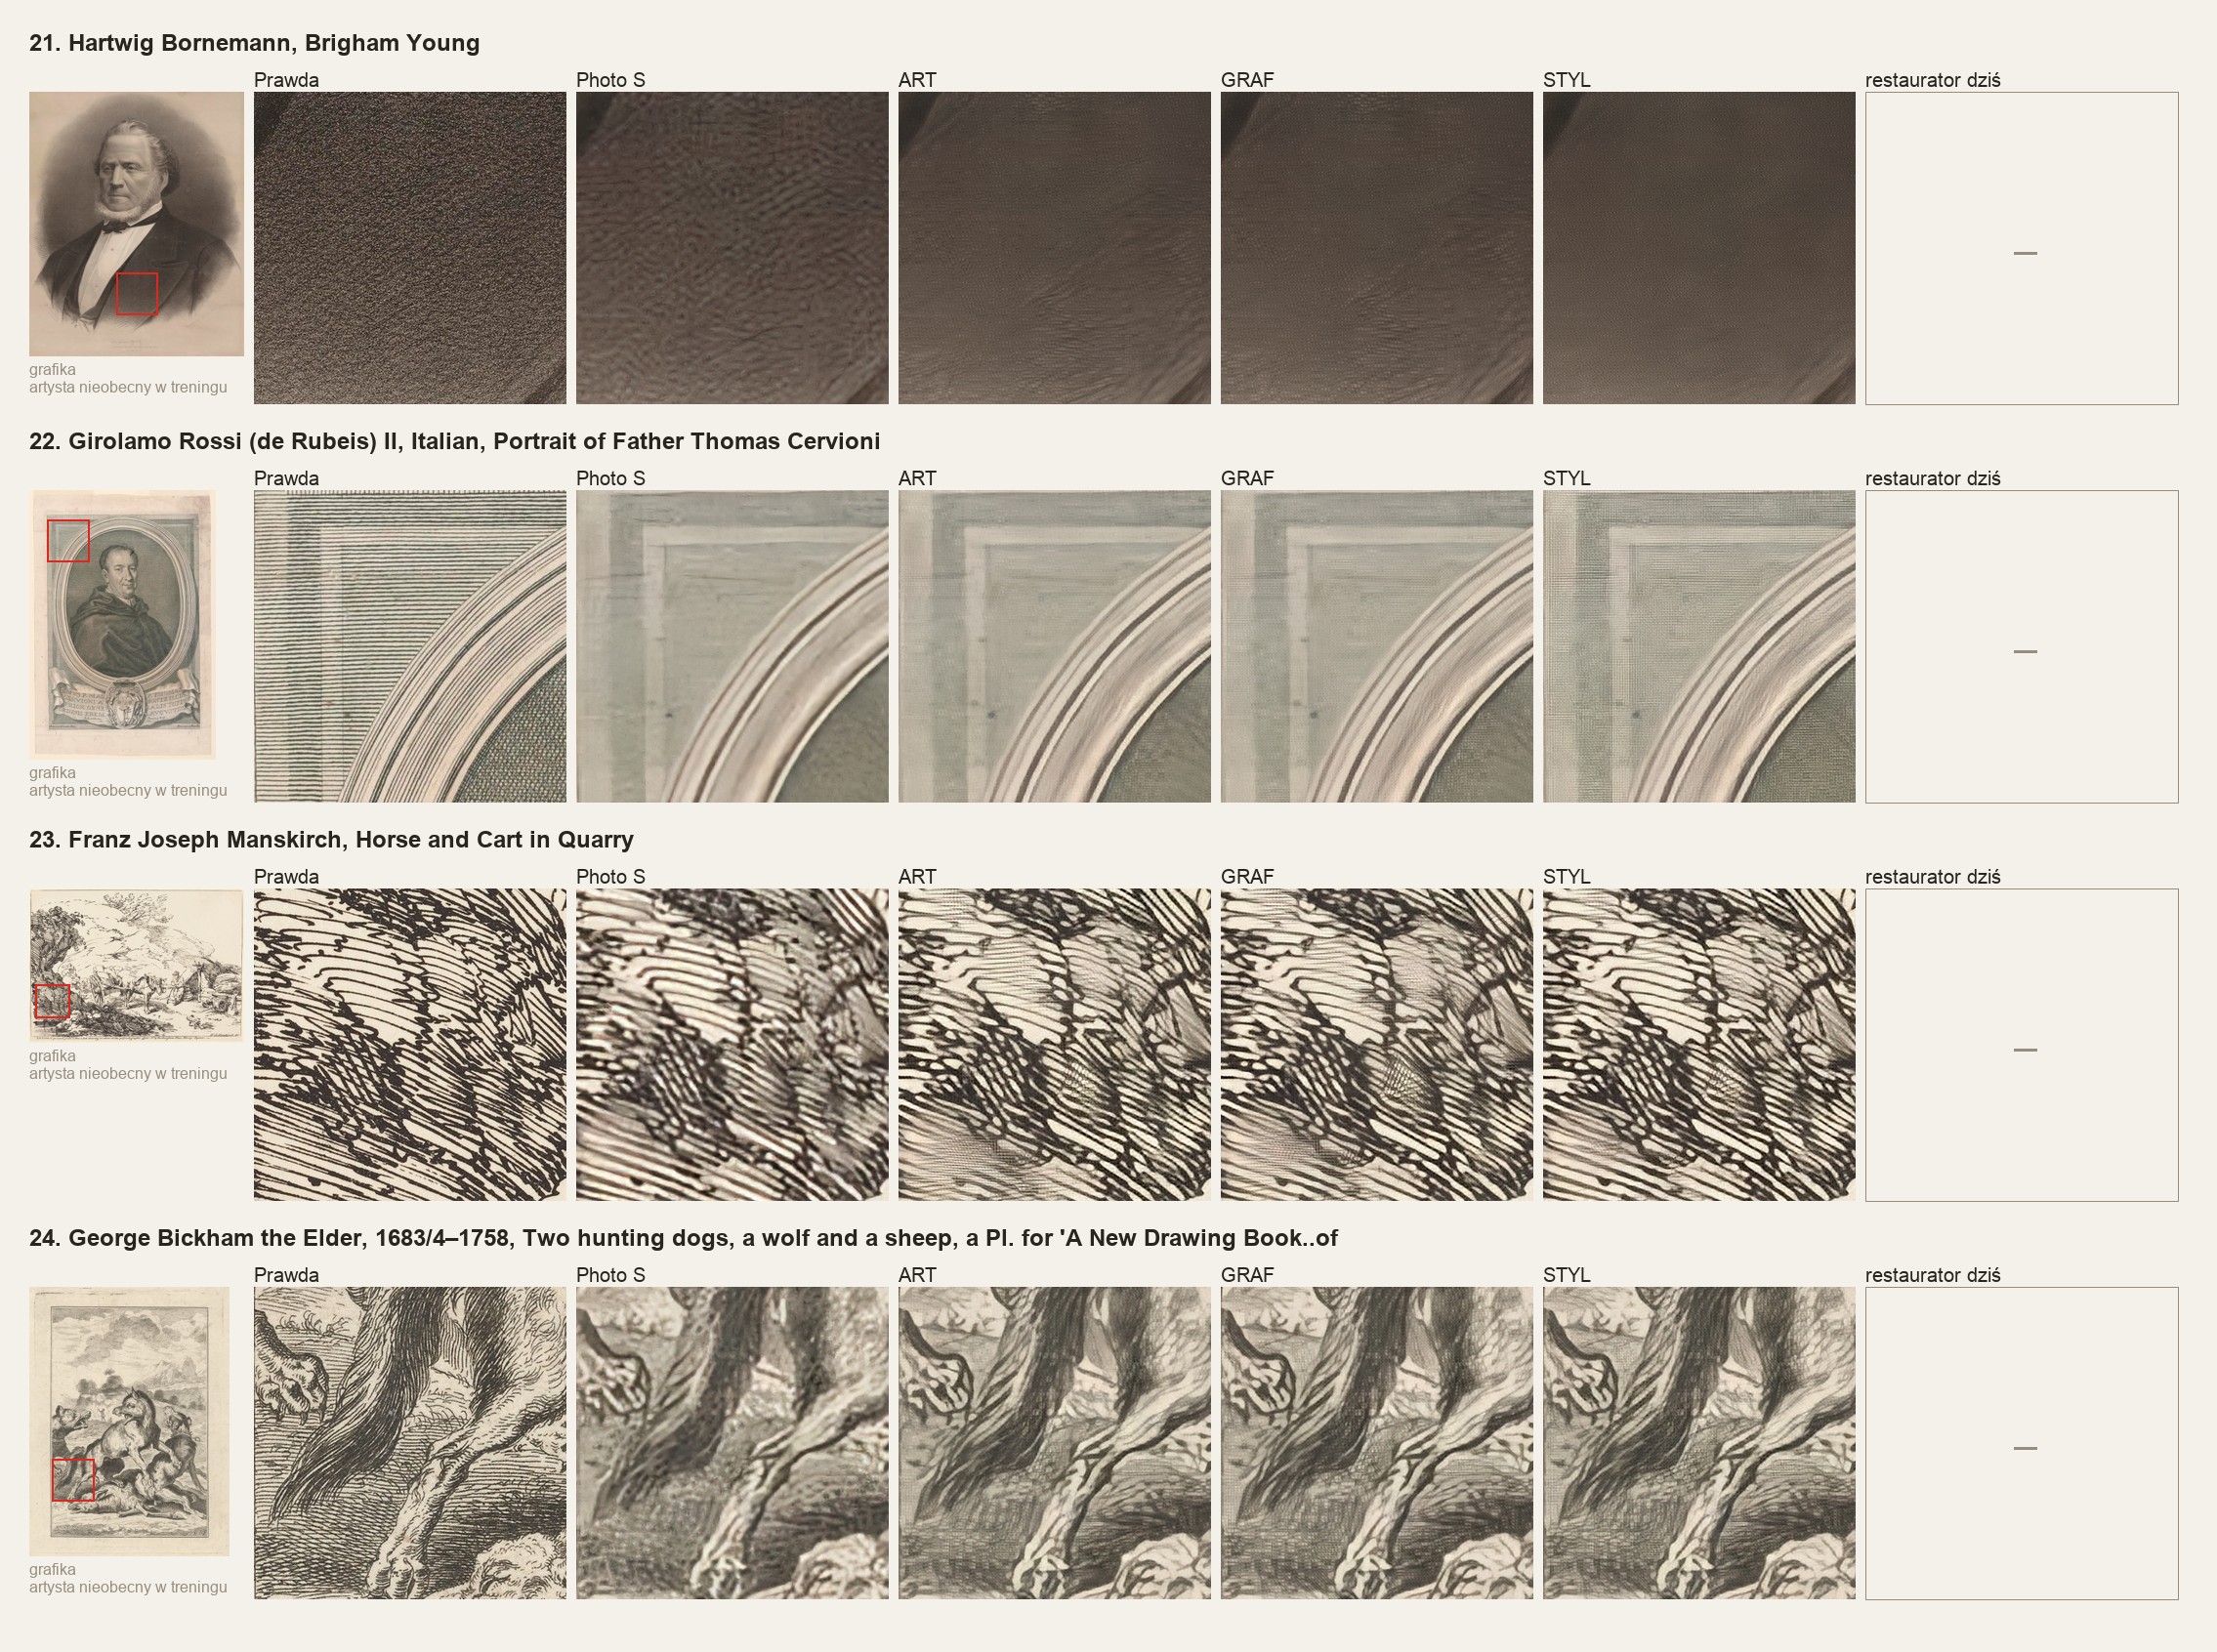 21. Hartwig Bornemann, Brigham Young
Prawda Photo S ART GRAF STYL restaurator dziś
grafika
artysta nieobecny w treningu
22. Girolamo Rossi (de Rubeis) II, Italian, Portrait of Father Thomas Cervioni
Prawda Photo S ART GRAF STYL restaurator dziś
grafika
artysta nieobecny w treningu
23. Franz Joseph Manskirch, Horse and Cart in Quarry
Prawda Photo S ART GRAF STYL restaurator dziś
grafika
artysta nieobecny w treningu
24. George Bickham the Elder, 1683/4–1758, Two hunting dogs, a wolf and a sheep, a Pl. for 'A New Drawing Book..of
Prawda Photo S ART GRAF STYL restaurator dziś
grafika
artysta nieobecny w treningu